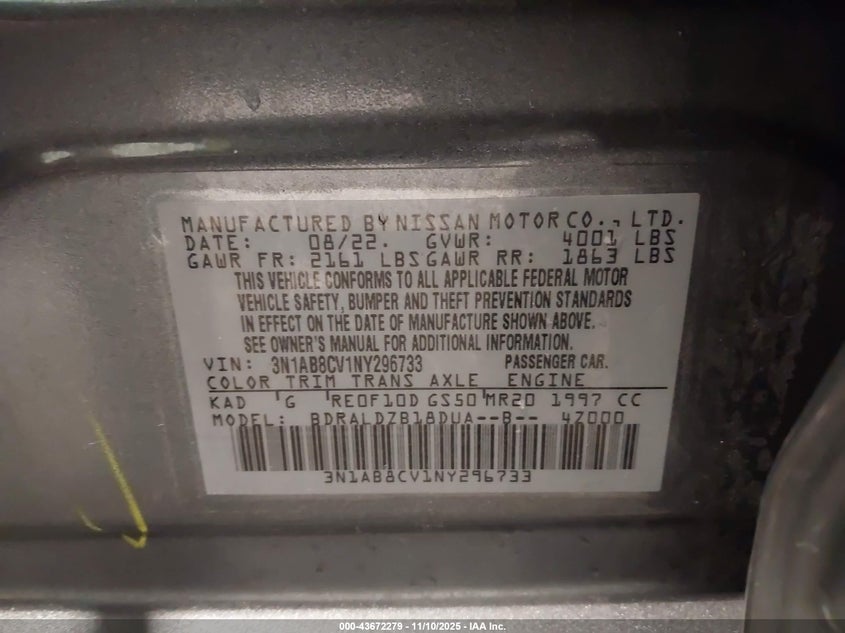 MANUFACTURED BY NISSAN MOTOR CO., LTD.
DATE: 08/22. GVWR: 4001 LBS
GAWR FR: 2161 LBS GAWR RR: 1863 LBS
THIS VEHICLE CONFORMS TO ALL APPLICABLE FEDERAL MOTOR
VEHICLE SAFETY, BUMPER AND THEFT PREVENTION STANDARDS
IN EFFECT ON THE DATE OF MANUFACTURE SHOWN ABOVE.
SEE OWNER'S MANUAL FOR ADDITIONAL INFORMATION.
VIN: 3N1AB8CV1NY296733 PASSENGER CAR.
COLOR TRIM TRANS AXLE ENGINE
KAD G RE0F10D GS50 MR20 1997 CC
MODEL: BDRALDZB18DUA--B-- 4Z000
3N1AB8CV1NY296733
000-43672279 - 11/10/2025 - IAA Inc.